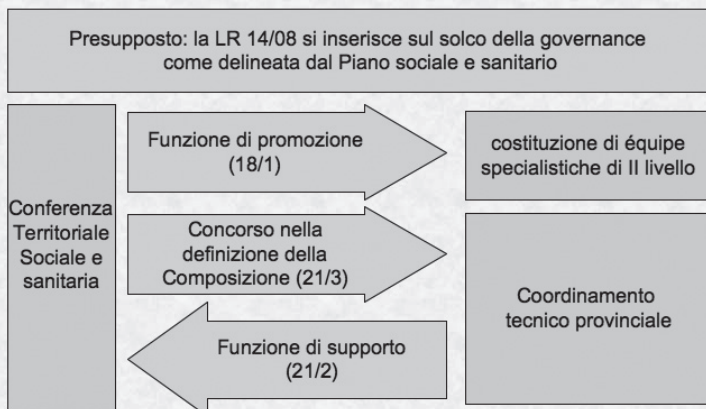 Presupposto: la LR 14/08 si inserisce sul solco della governance
come delineata dal Piano sociale e sanitario
Conferenza
Territoriale
Sociale e
sanitaria
Funzione di promozione
(18/1)
costituzione di équipe
specialistiche di II livello
Concorso nella
definizione della
Composizione (21/3)
Coordinamento
tecnico provinciale
Funzione di supporto
(21/2)